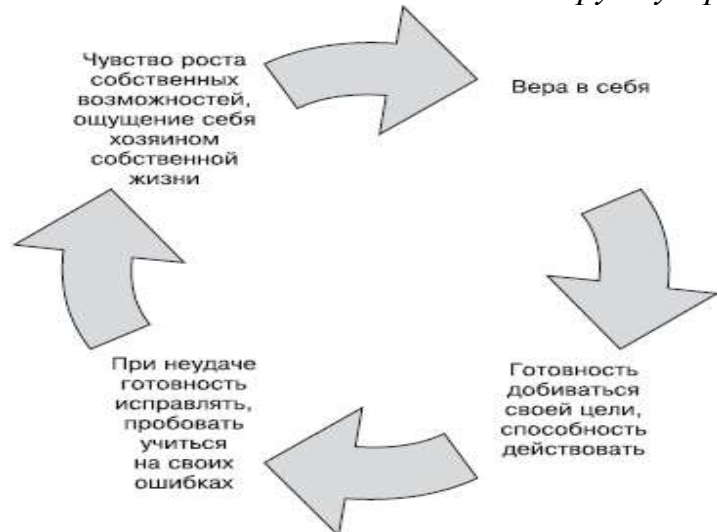 Чувство роста
собственных
возможностей,
ощущение себя
хозяином
собственной
жизни
Вера в себя
Готовность
добиваться
своей цели,
способность
действовать
При неудаче
готовность
исправлять,
пробовать
учиться
на своих
ошибках